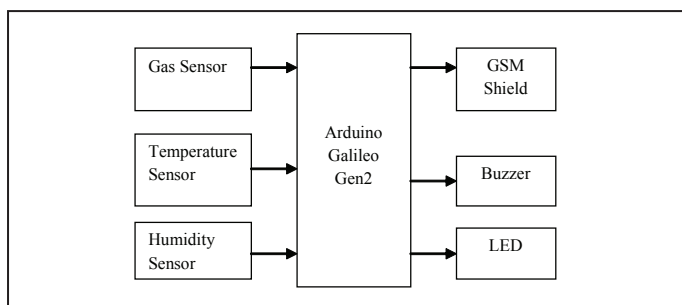 Gas Sensor
Temperature
Sensor
Humidity
Sensor
Arduino
Galileo
Gen2
GSM
Shield
Buzzer
LED